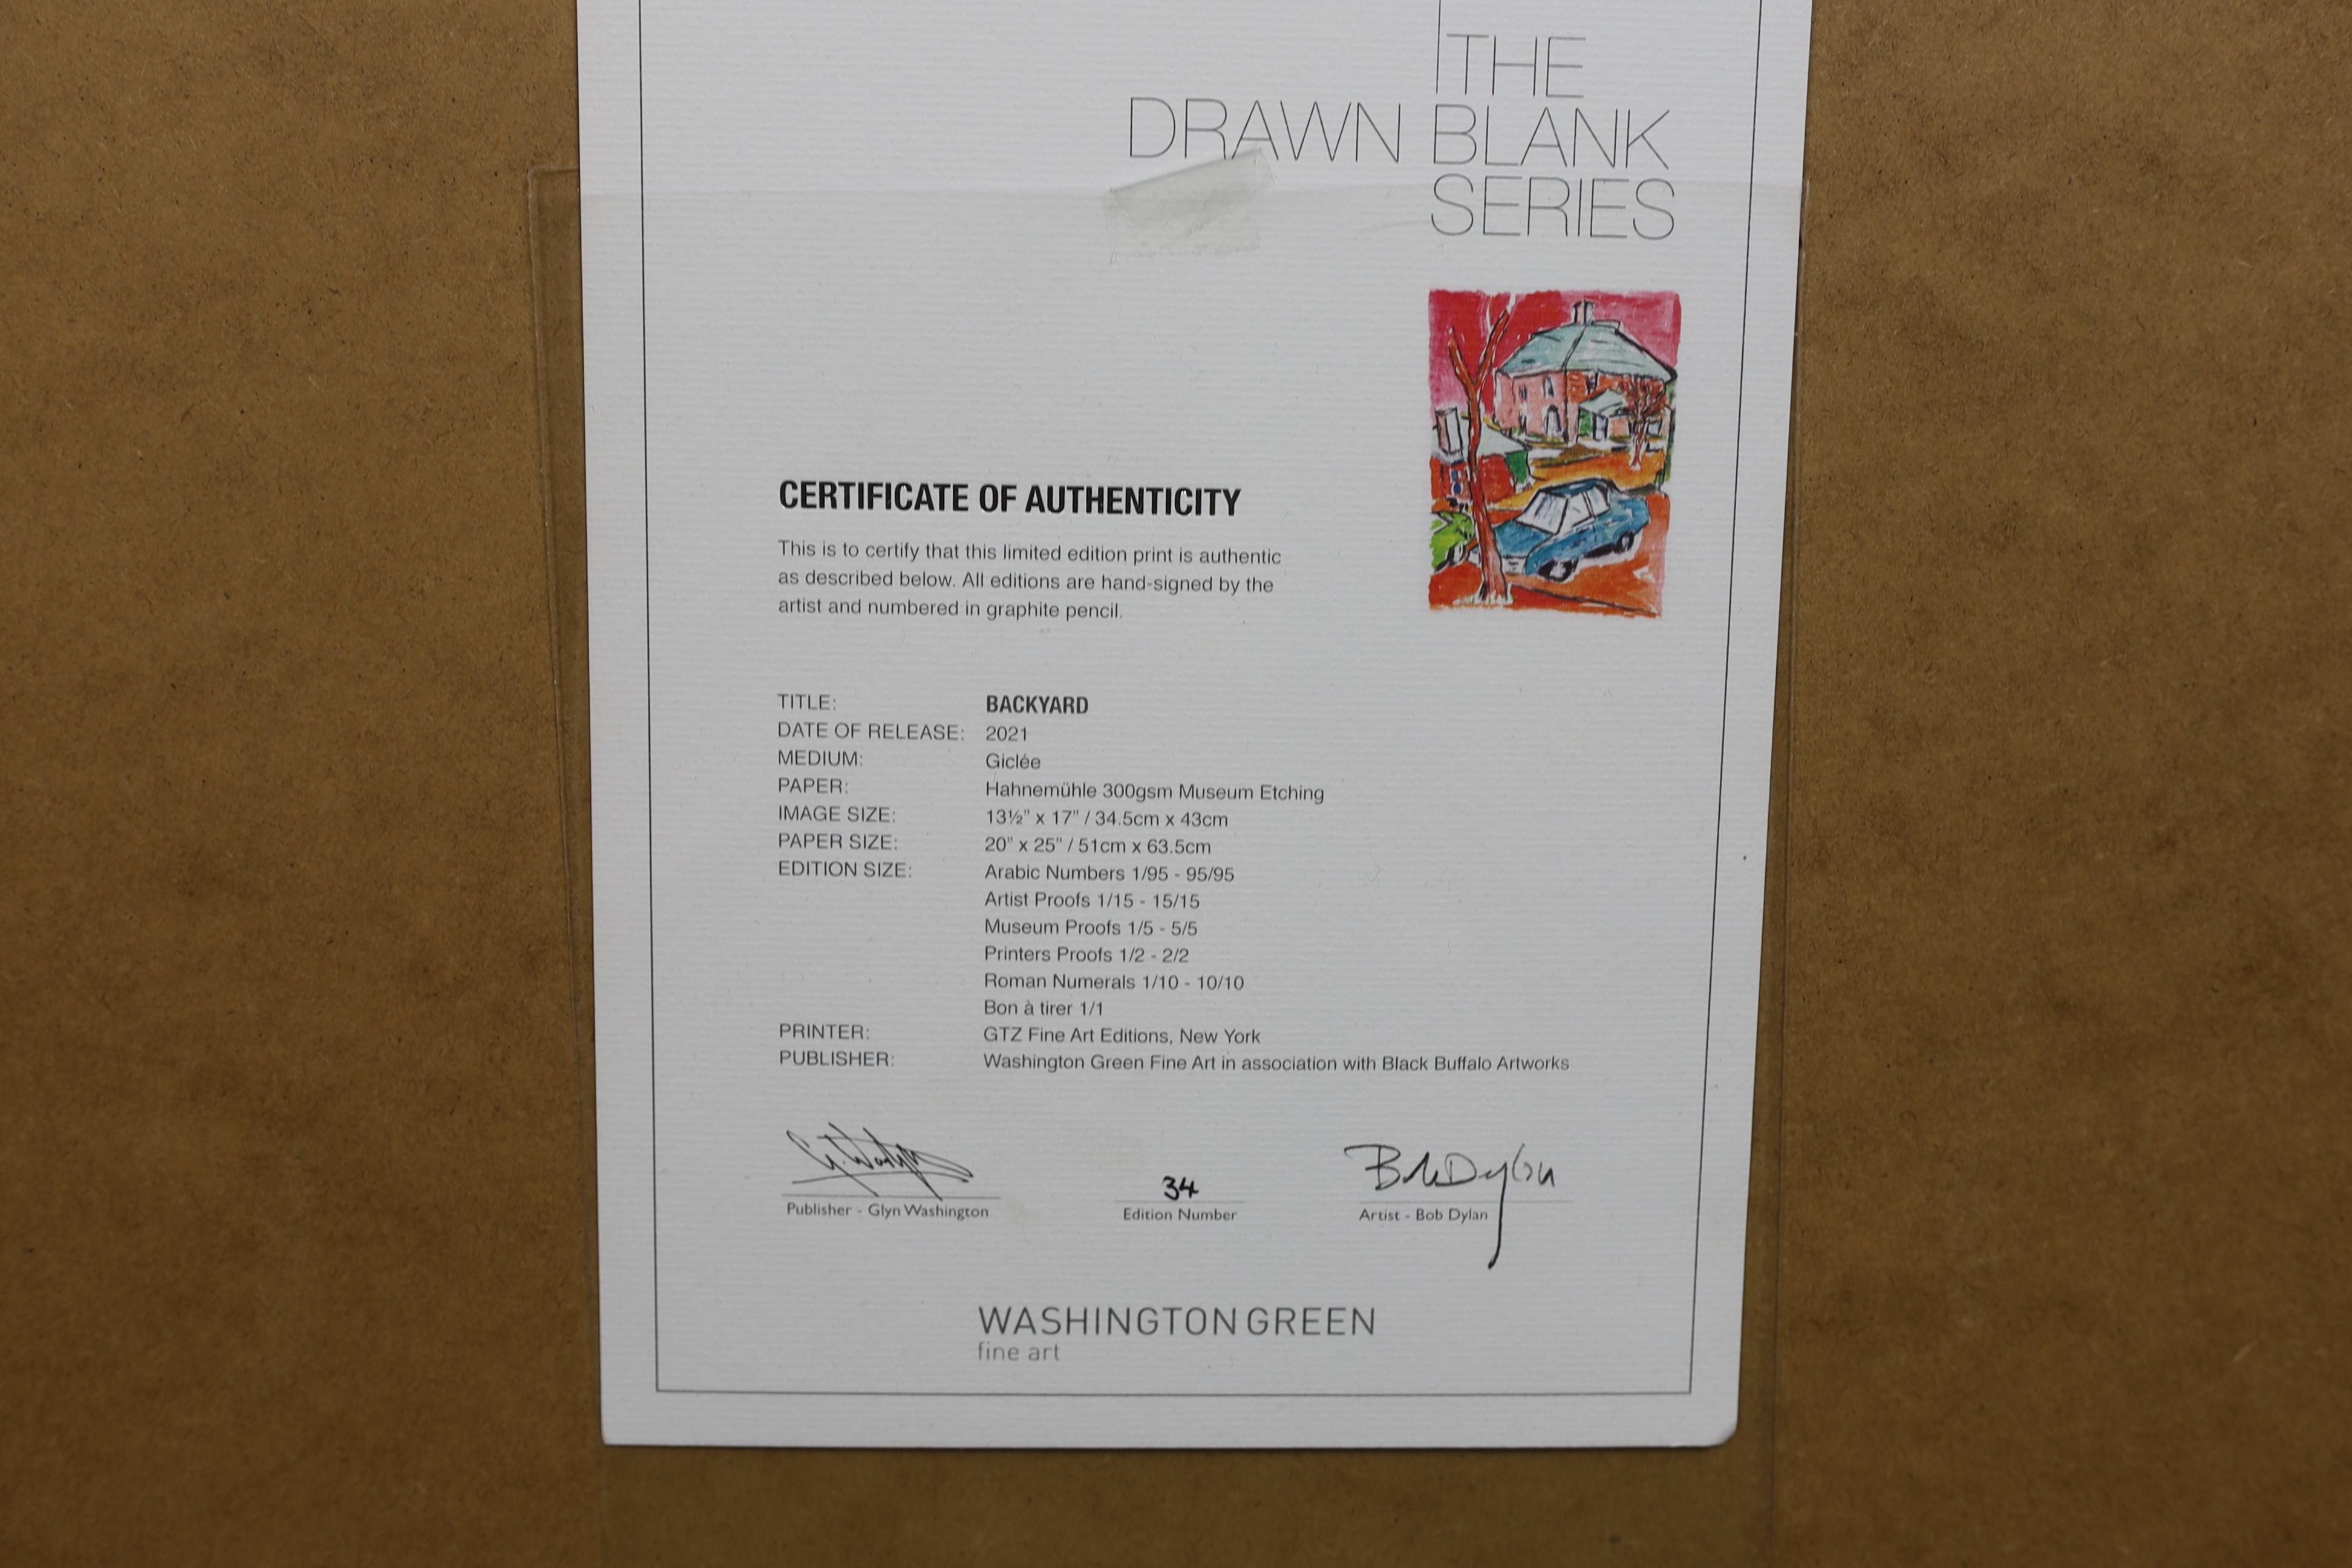 THE
DRAWN BLANK
SERIES
CERTIFICATE OF AUTHENTICITY
This is to certify that this limited edition print is authentic
as described below. All editions are hand-signed by the
artist and numbered in graphite pencil.
TITLE: BACKYARD
DATE OF RELEASE: 2021
MEDIUM: Giclée
PAPER: Hahnemühle 300gsm Museum Etching
IMAGE SIZE: 13½" x 17" / 34.5cm x 43cm
PAPER SIZE: 20" x 25" / 51cm x 63.5cm
EDITION SIZE: Arabic Numbers 1/95 - 95/95
Artist Proofs 1/15 - 15/15
Museum Proofs 1/5 - 5/5
Printers Proofs 1/2 - 2/2
Roman Numerals 1/10 - 10/10
Bon à tirer 1/1
PRINTER: GTZ Fine Art Editions, New York
PUBLISHER: Washington Green Fine Art in association with Black Buffalo Artworks
34 Bob Dylan
Publisher - Glyn Washington Edition Number Artist - Bob Dylan
WASHINGTON GREEN
fine art